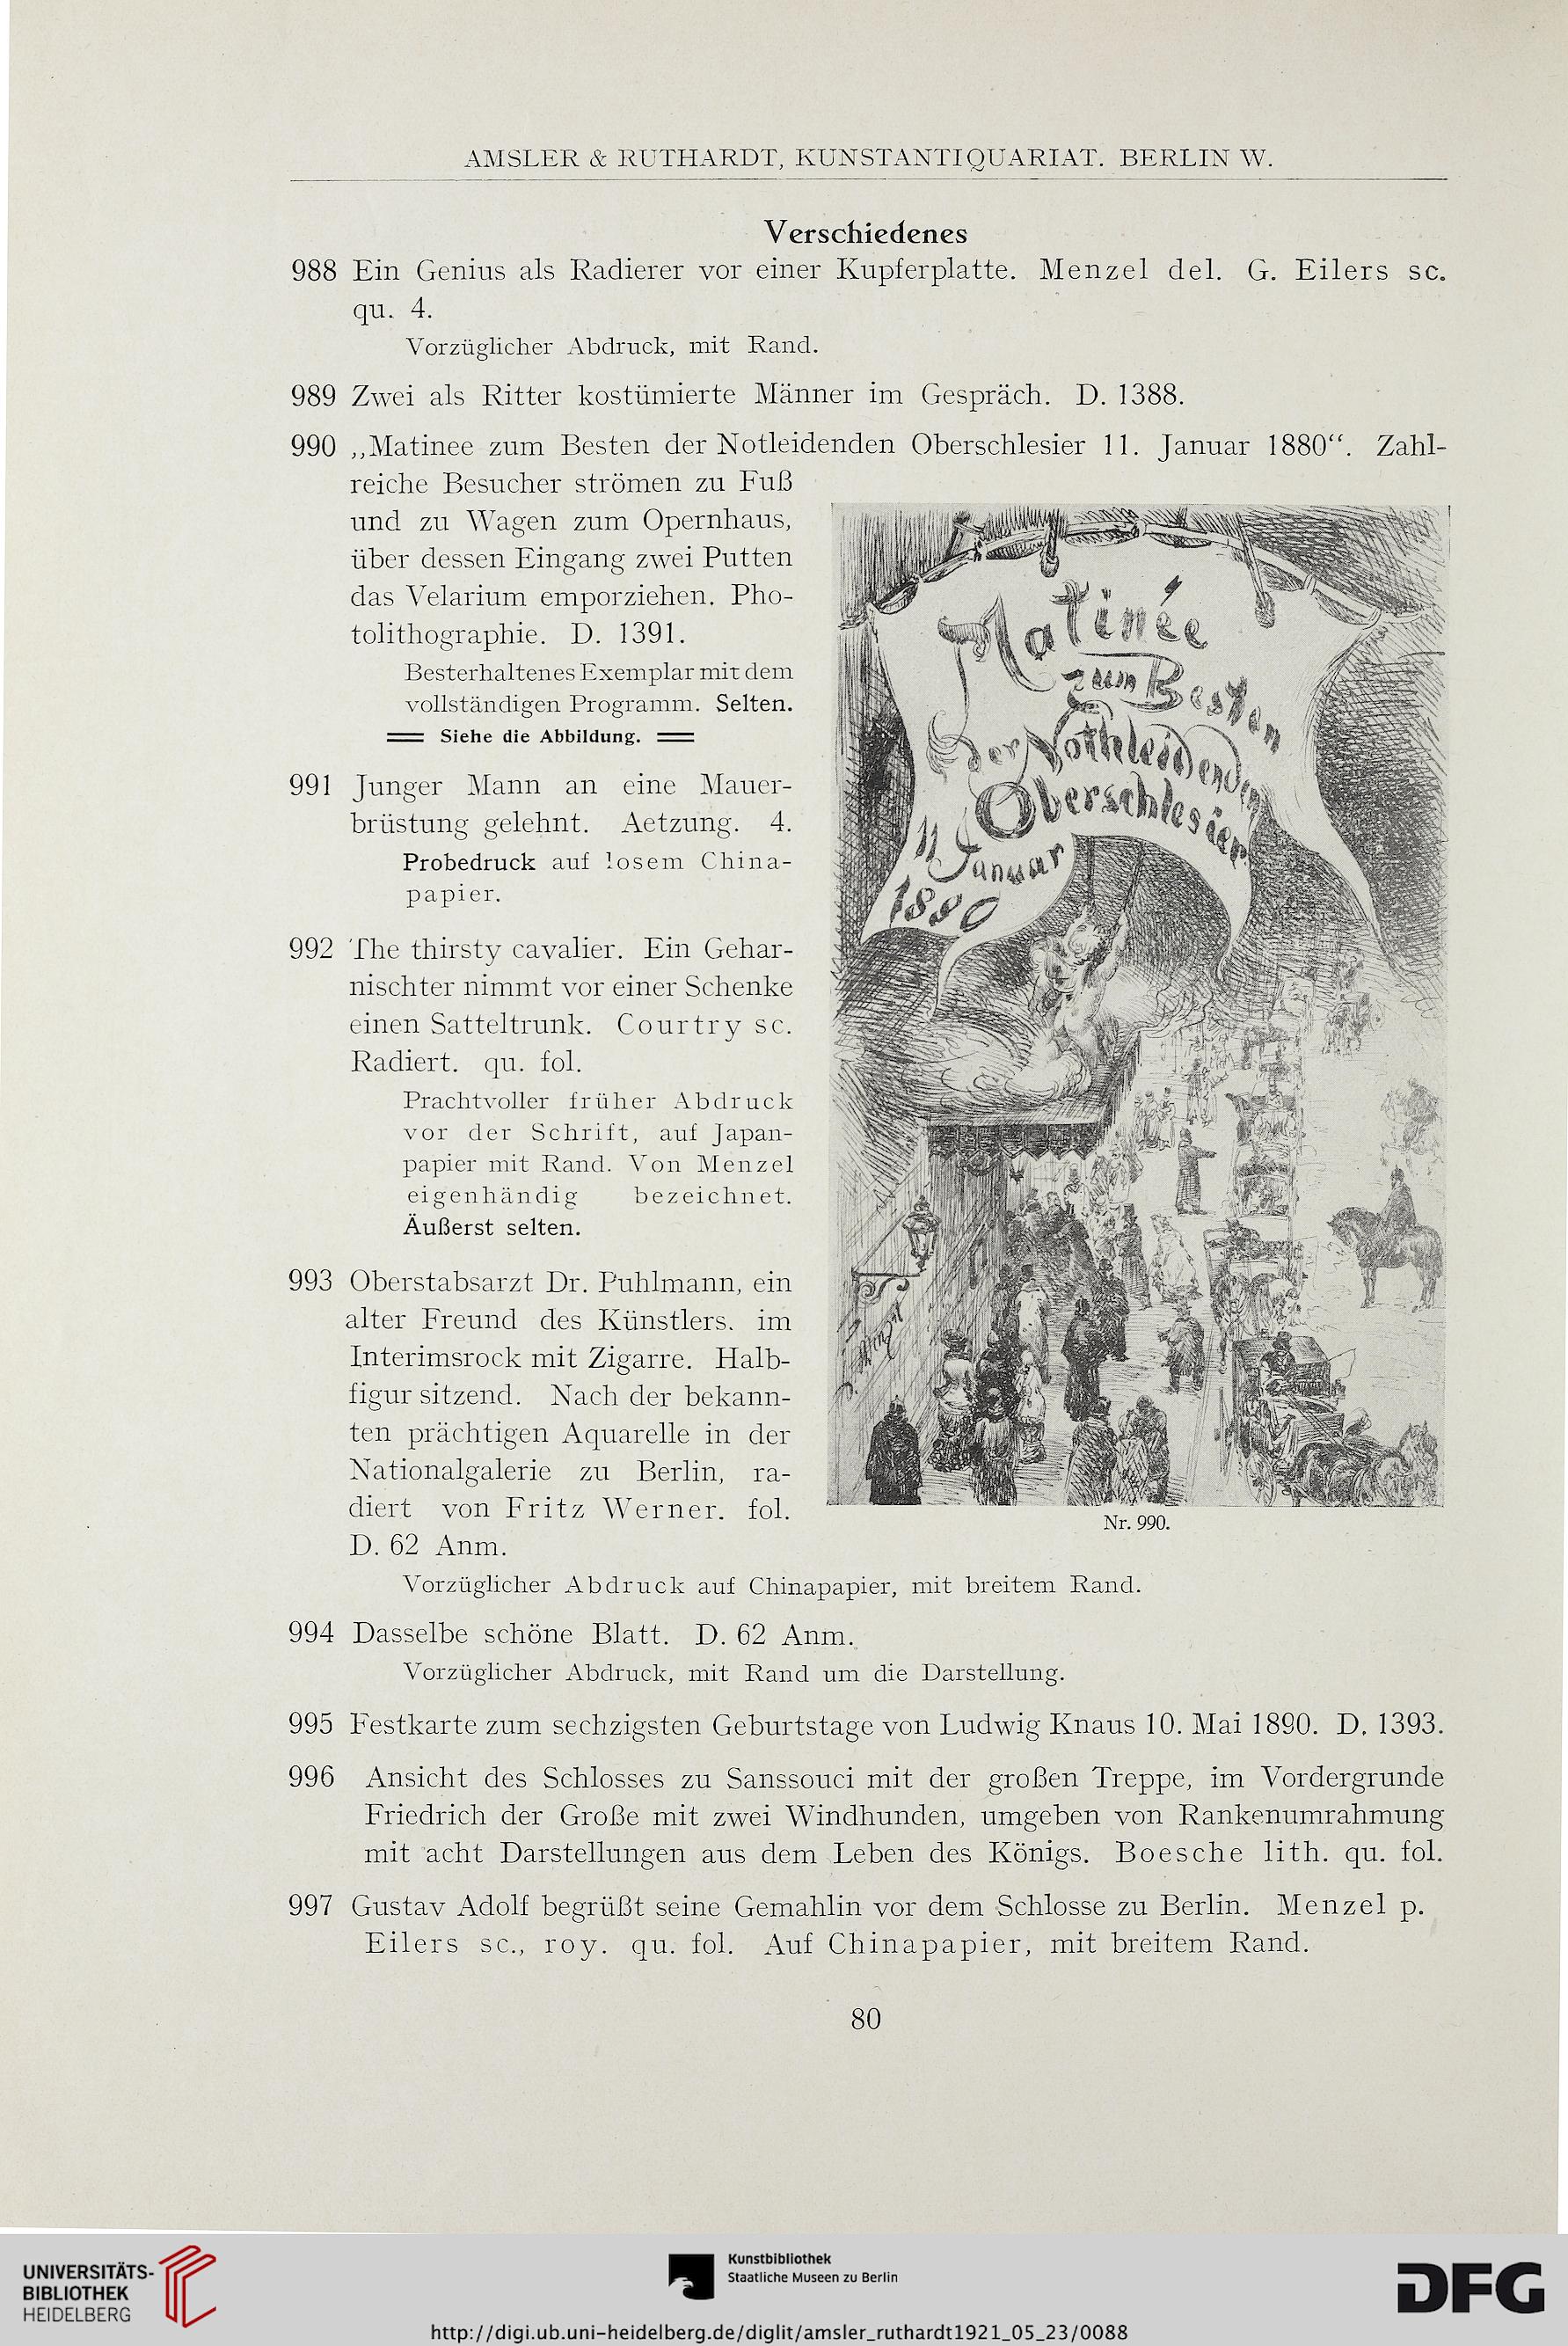 AMSLER & RUTHARDT, KUNSTANTIQUARIAT. BERLIN W.
Verschiedenes
988 Ein Genius als Radierer vor einer Kupferplatte. Menzel del. G. Eilers sc.
qu. 4.
Vorzüglicher Abdruck, mit Rand.
989 Zwei als Ritter kostümierte Männer im Gespräch. D. 1388.
990 „Matinee zum Besten der Notleidenden Oberschlesier 11. Januar 1880“. Zahl-
reiche Besucher strömen zu Fuß
und zu Wagen zum Opernhaus,
über dessen Eingang zwei Putten
das Velarium emporziehen. Pho-
tolithographie. D. 1391.
Besterhaltenes Exemplar mit dem
vollständigen Programm. Selten.
Siehe die Abbildung.
991 Junger Mann an eine Mauer-
brüstung gelehnt. Aetzung. 4.
Probedruck auf losem China-
papier.
992 The thirsty cavalier. Ein Gehar-
nischter nimmt vor einer Schenke
einen Satteltrunk. Courtry sc.
Radiert. qu. fol.
Prachtvoller früher Abdruck
vor der Schrift, auf Japan-
papier mit Rand. Von Menzel
eigenhändig bezeichnet.
Äußerst selten.
993 Oberstabsarzt Dr. Puhlmann, ein
alter Freund des Künstlers. im
Interimsrock mit Zigarre. Halb-
figur sitzend. Nach der bekann-
ten prächtigen Aquarelle in der
Nationalgalerie zu Berlin, ra-
diert von Fritz Werner. fol.
D. 62 Anm.
Vorzüglicher Abdruck auf Chinapapier, mit breitem Rand.
Matinée
zum Besten
der Nothleidenden
Oberschlesier
11 Januar
1880
Menzel
Nr. 990.
994 Dasselbe schöne Blatt. D. 62 Anm.
Vorzüglicher Abdruck, mit Rand um die Darstellung.
995 Festkarte zum sechzigsten Geburtstage von Ludwig Knaus 10. Mai 1890. D. 1393.
996 Ansicht des Schlosses zu Sanssouci mit der großen Treppe, im Vordergrunde
Friedrich der Große mit zwei Windhunden, umgeben von Rankenumrahmung
mit acht Darstellungen aus dem Leben des Königs. Boesche lith. qu. fol.
997 Gustav Adolf begrüßt seine Gemahlin vor dem Schlosse zu Berlin. Menzel p.
Eilers sc., roy. qu. fol. Auf Chinapapier, mit breitem Rand.
80
UNIVERSITÄTS-
BIBLIOTHEK
HEIDELBERG
Kunstbibliothek
Staatliche Museen zu Berlin
DFG
http://digi.ub.uni-heidelberg.de/diglit/amsler_ruthardt1921_05_23/0088